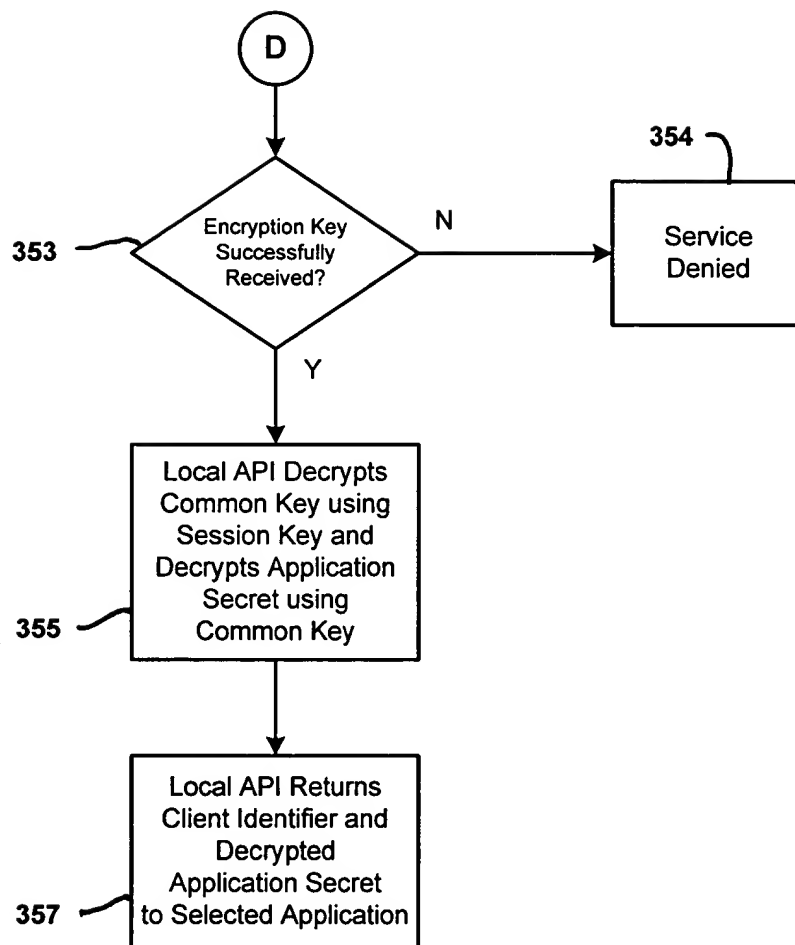 D
354
Encryption Key
Successfully
Received?
353
N
Service
Denied
Y
Local API Decrypts
Common Key using
Session Key and
Decrypts Application
Secret using
Common Key
355
Local API Returns
Client Identifier and
Decrypted
Application Secret
to Selected Application
357